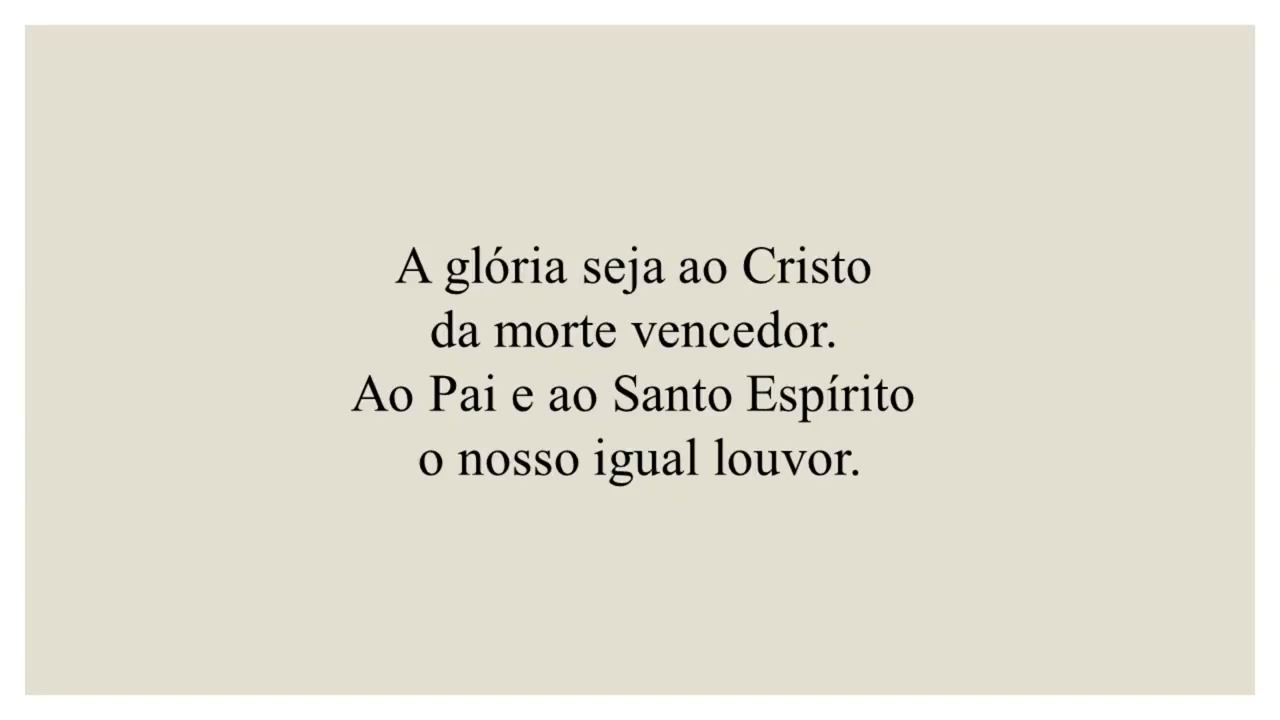 A glória seja ao Cristo
da morte vencedor.
Ao Pai e ao Santo Espírito
o nosso igual louvor.